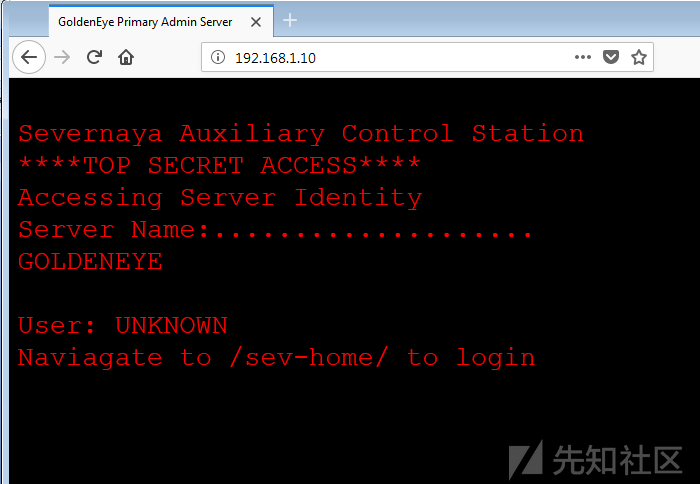 GoldenEye Primary Admin Server
192.168.1.10
Severnaya Auxiliary Control Station
****TOP SECRET ACCESS****
Accessing Server Identity
Server Name:....................
GOLDENEYE
User: UNKNOWN
Naviagate to /sev-home/ to login
先知社区